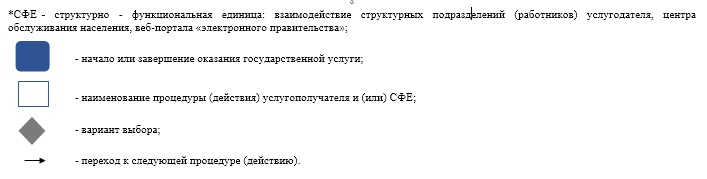 *СФЕ - структурно - функциональная единица: взаимодействие структурных подразделений (работников) услугодателя, центра
обслуживания населения, веб-портала «электронного правительства»;
- начало или завершение оказания государственной услуги;
- наименование процедуры (действия) услугополучателя и (или) СФЕ;
- вариант выбора;
- переход к следующей процедуре (действию).